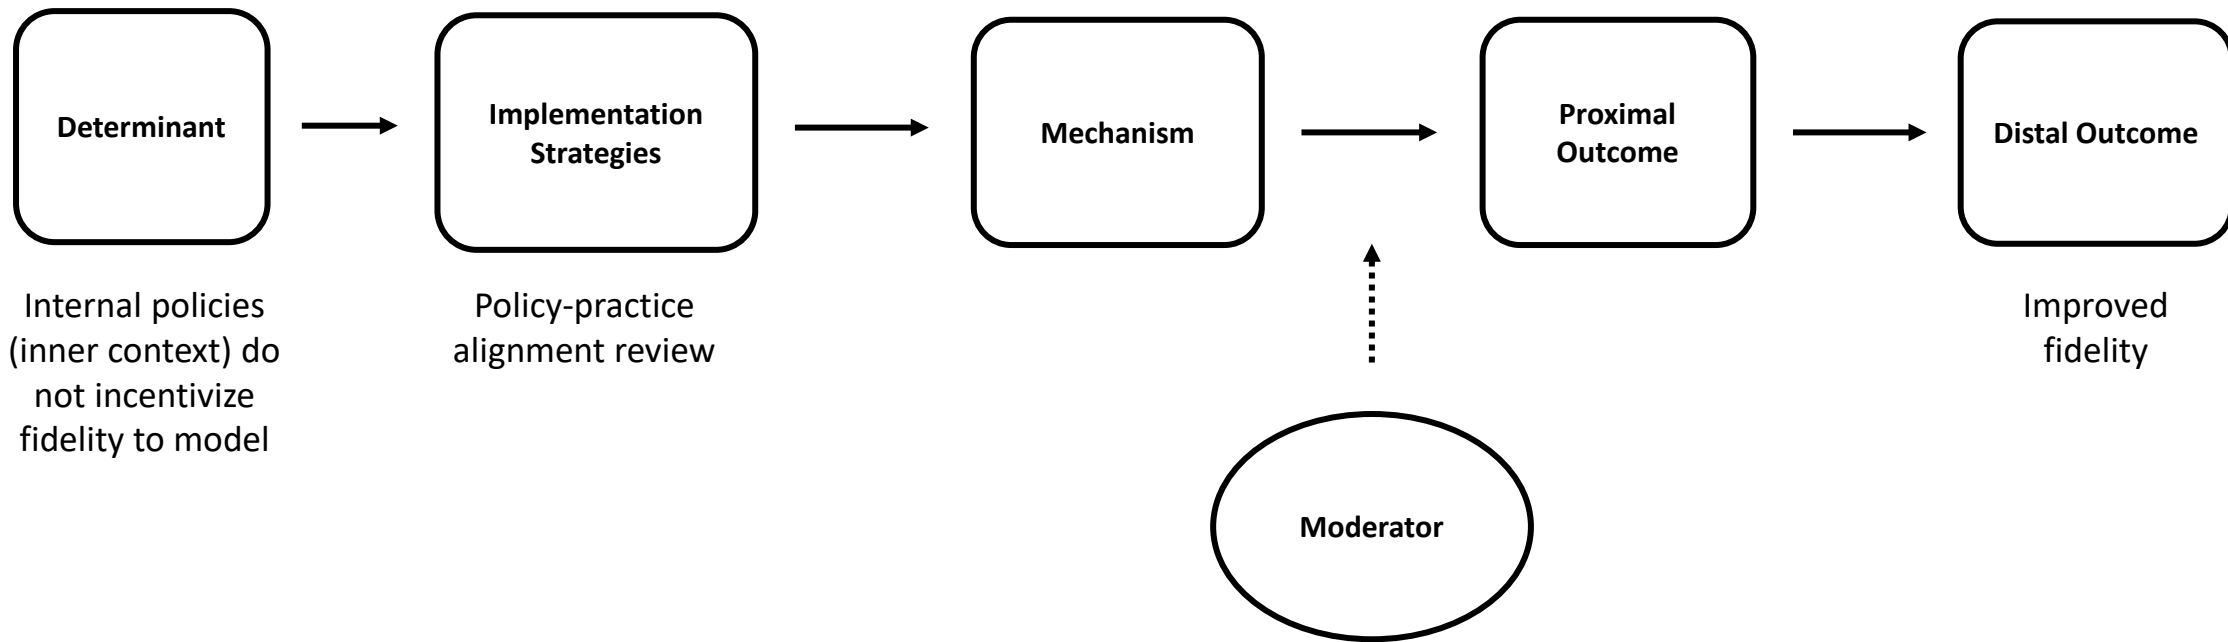 Determinant
Implementation
Strategies
Mechanism
Proximal
Outcome
Distal Outcome
Internal policies
(inner context) do
not incentivize
fidelity to model
Policy-practice
alignment review
Improved
fidelity
Moderator